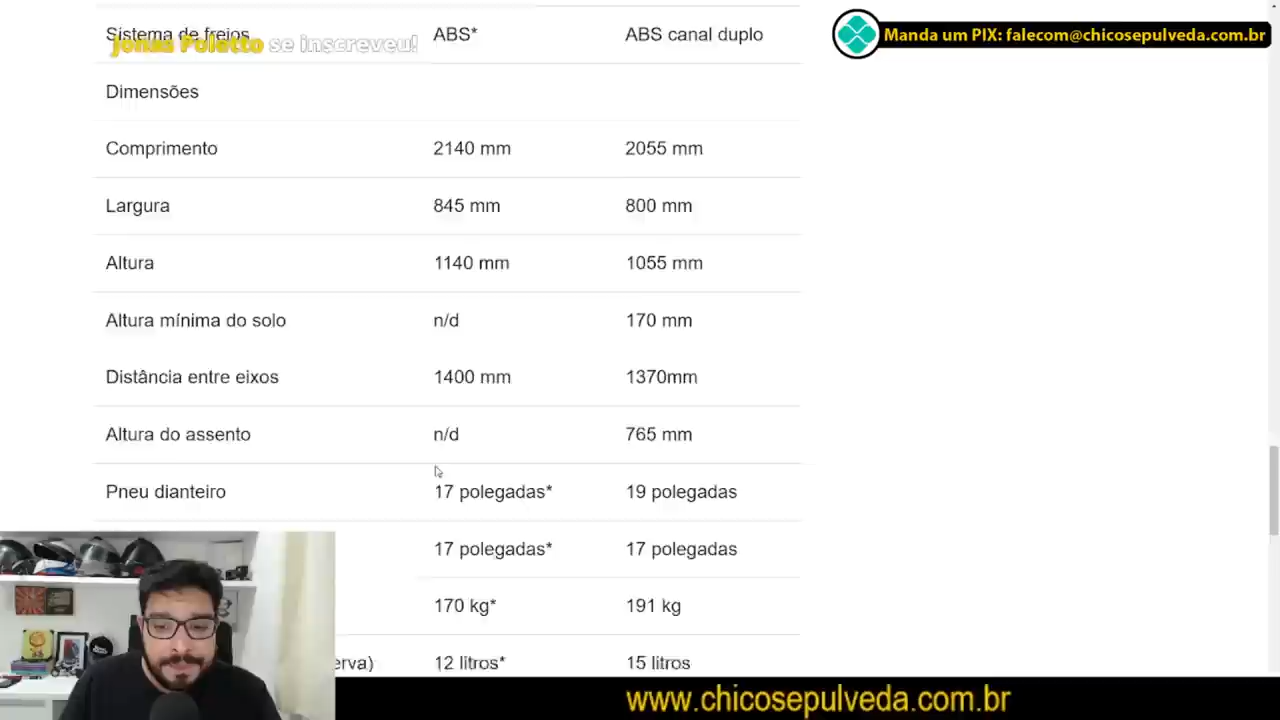 Sistema de freios ABS* ABS canal duplo
Jonas Poletto se inscreveu!
Manda um PIX: falecom@chicosepulveda.com.br
Dimensões
Comprimento 2140 mm 2055 mm
Largura 845 mm 800 mm
Altura 1140 mm 1055 mm
Altura mínima do solo n/d 170 mm
Distância entre eixos 1400 mm 1370mm
Altura do assento n/d 765 mm
Pneu dianteiro 17 polegadas* 19 polegadas
17 polegadas* 17 polegadas
170 kg* 191 kg
erva) 12 litros* 15 litros
www.chicosepulveda.com.br